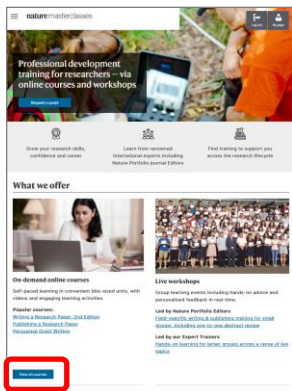 nature masterclasses
Professional development
training for researchers – via
online courses and workshops
Request a quote
Grow your research skills,
confidence and career
Learn from renowned
international experts including
Nature Portfolio journal Editors
Find training to support you
across the research lifecycle
What we offer
On-demand online courses
Self-paced learning in convenient bite-sized units, with
videos and engaging learning activities.
Popular courses:
Writing a Research Paper: 2nd Edition
Publishing a Research Paper
Persuasive Grant Writing
View all courses
Live workshops
Group learning events including hands-on advice and
personalised feedback in real-time.
Led by Nature Portfolio Editors
Field-specific writing & publishing training for small
groups, including one-to-one abstract review
Led by our Expert Trainers
Hands-on learning for larger groups across a range of key
topics